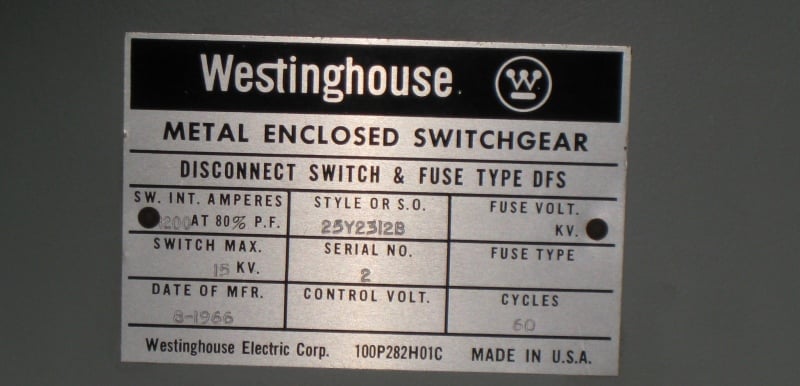 Westinghouse
W
METAL ENCLOSED SWITCHGEAR
DISCONNECT SWITCH & FUSE TYPE DFS
SW. INT. AMPERES
AT 80% P.F.
STYLE OR S.O.
25Y2312B
FUSE VOLT.
KV.
SWITCH MAX.
15 KV.
SERIAL NO.
2
FUSE TYPE
DATE OF MFR.
8-1966
CONTROL VOLT.
CYCLES
60
Westinghouse Electric Corp. 100P282H01C MADE IN U.S.A.